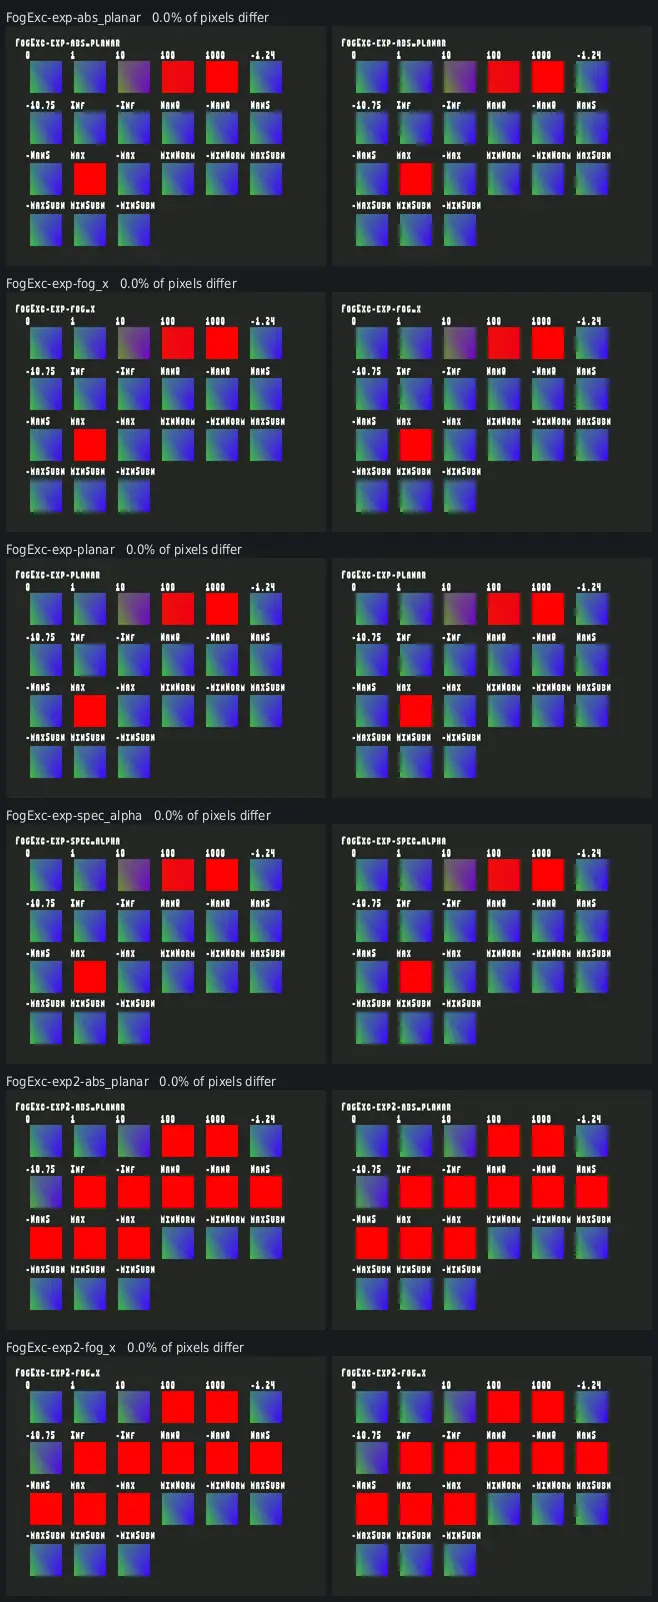 FogExc-exp-abs_planar 0.0% of pixels differ
FogExc-exp-abs_planar FogExc-exp-abs_planar
0 1 10 100 1000 -1.24 0 1 10 100 1000 -1.24
-10.75 Inf -Inf NanQ -NanQ NanS -10.75 Inf -Inf NanQ -NanQ NanS
-NanS Max -Max MinNorm -MinNorm MaxSubN -NanS Max -Max MinNorm -MinNorm MaxSubN
-MaxSubN MinSubN -MinSubN -MaxSubN MinSubN -MinSubN
FogExc-exp-fog_x 0.0% of pixels differ
FogExc-exp-fog_x FogExc-exp-fog_x
0 1 10 100 1000 -1.24 0 1 10 100 1000 -1.24
-10.75 Inf -Inf NanQ -NanQ NanS -10.75 Inf -Inf NanQ -NanQ NanS
-NanS Max -Max MinNorm -MinNorm MaxSubN -NanS Max -Max MinNorm -MinNorm MaxSubN
-MaxSubN MinSubN -MinSubN -MaxSubN MinSubN -MinSubN
FogExc-exp-planar 0.0% of pixels differ
FogExc-exp-planar FogExc-exp-planar
0 1 10 100 1000 -1.24 0 1 10 100 1000 -1.24
-10.75 Inf -Inf NanQ -NanQ NanS -10.75 Inf -Inf NanQ -NanQ NanS
-NanS Max -Max MinNorm -MinNorm MaxSubN -NanS Max -Max MinNorm -MinNorm MaxSubN
-MaxSubN MinSubN -MinSubN -MaxSubN MinSubN -MinSubN
FogExc-exp-spec_alpha 0.0% of pixels differ
FogExc-exp-spec_alpha FogExc-exp-spec_alpha
0 1 10 100 1000 -1.24 0 1 10 100 1000 -1.24
-10.75 Inf -Inf NanQ -NanQ NanS -10.75 Inf -Inf NanQ -NanQ NanS
-NanS Max -Max MinNorm -MinNorm MaxSubN -NanS Max -Max MinNorm -MinNorm MaxSubN
-MaxSubN MinSubN -MinSubN -MaxSubN MinSubN -MinSubN
FogExc-exp2-abs_planar 0.0% of pixels differ
FogExc-exp2-abs_planar FogExc-exp2-abs_planar
0 1 10 100 1000 -1.24 0 1 10 100 1000 -1.24
-10.75 Inf -Inf NanQ -NanQ NanS -10.75 Inf -Inf NanQ -NanQ NanS
-NanS Max -Max MinNorm -MinNorm MaxSubN -NanS Max -Max MinNorm -MinNorm MaxSubN
-MaxSubN MinSubN -MinSubN -MaxSubN MinSubN -MinSubN
FogExc-exp2-fog_x 0.0% of pixels differ
FogExc-exp2-fog_x FogExc-exp2-fog_x
0 1 10 100 1000 -1.24 0 1 10 100 1000 -1.24
-10.75 Inf -Inf NanQ -NanQ NanS -10.75 Inf -Inf NanQ -NanQ NanS
-NanS Max -Max MinNorm -MinNorm MaxSubN -NanS Max -Max MinNorm -MinNorm MaxSubN
-MaxSubN MinSubN -MinSubN -MaxSubN MinSubN -MinSubN